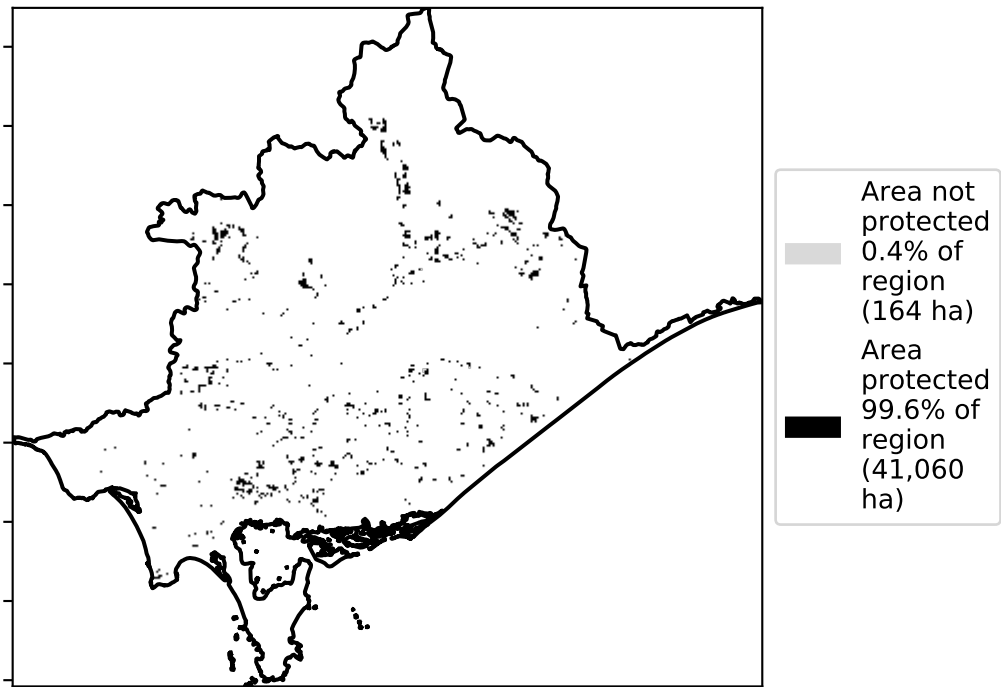 Area not
protected
0.4% of
region
(164 ha)
Area
protected
99.6% of
region
(41,060
ha)